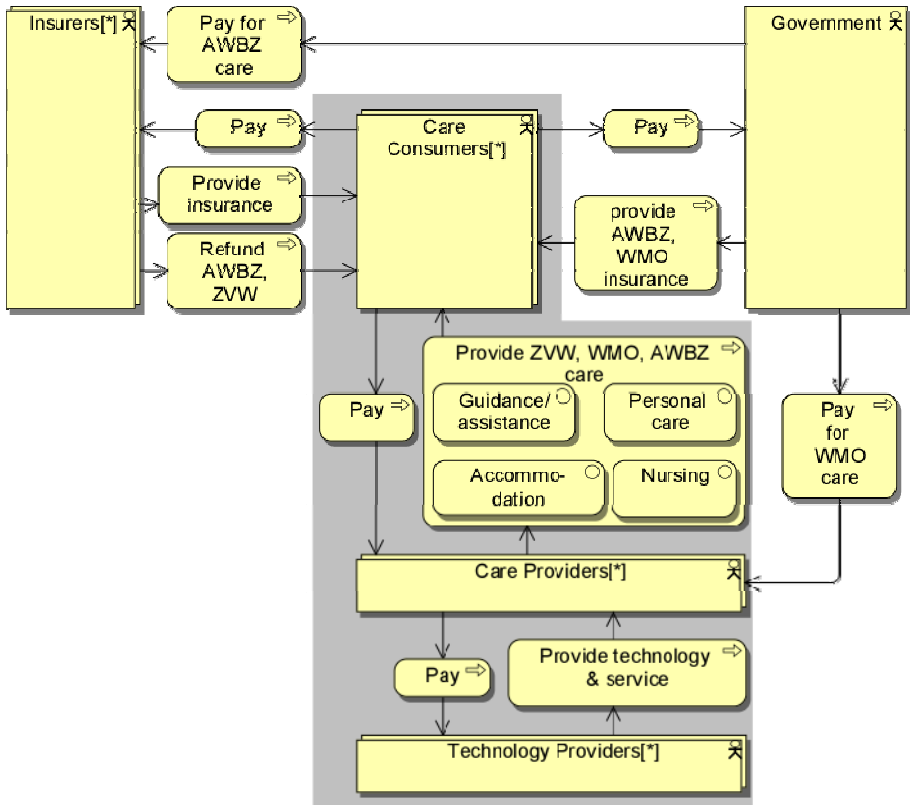 Insurers[*]
Pay for
AWBZ
care
Government
Pay
Care
Consumers[*]
Pay
Provide
insurance
provide
AWBZ,
WMO
insurance
Refund
AWBZ,
ZVW
Provide ZVW, WMO, AWBZ
care
Guidance/
assistance
Personal
care
Pay
Pay
for
WMO
care
Accommo-
dation
Nursing
Care Providers[*]
Pay
Provide technology
& service
Technology Providers[*]